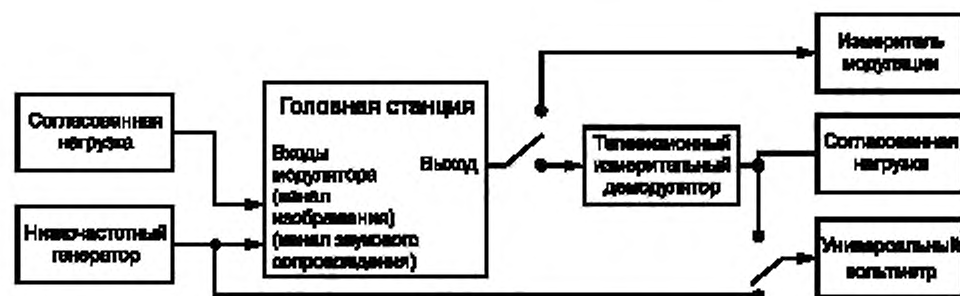 Измеритель
модуляции
Головная станция
Согласованная
нагрузка
Входы
модулятора
(канал
изображения)
(канал звукового
сопровождения)
Выход
Телевизионный
измерительный
демодулятор
Согласованная
нагрузка
Низкочастотный
генератор
Универсальный
вольтметр